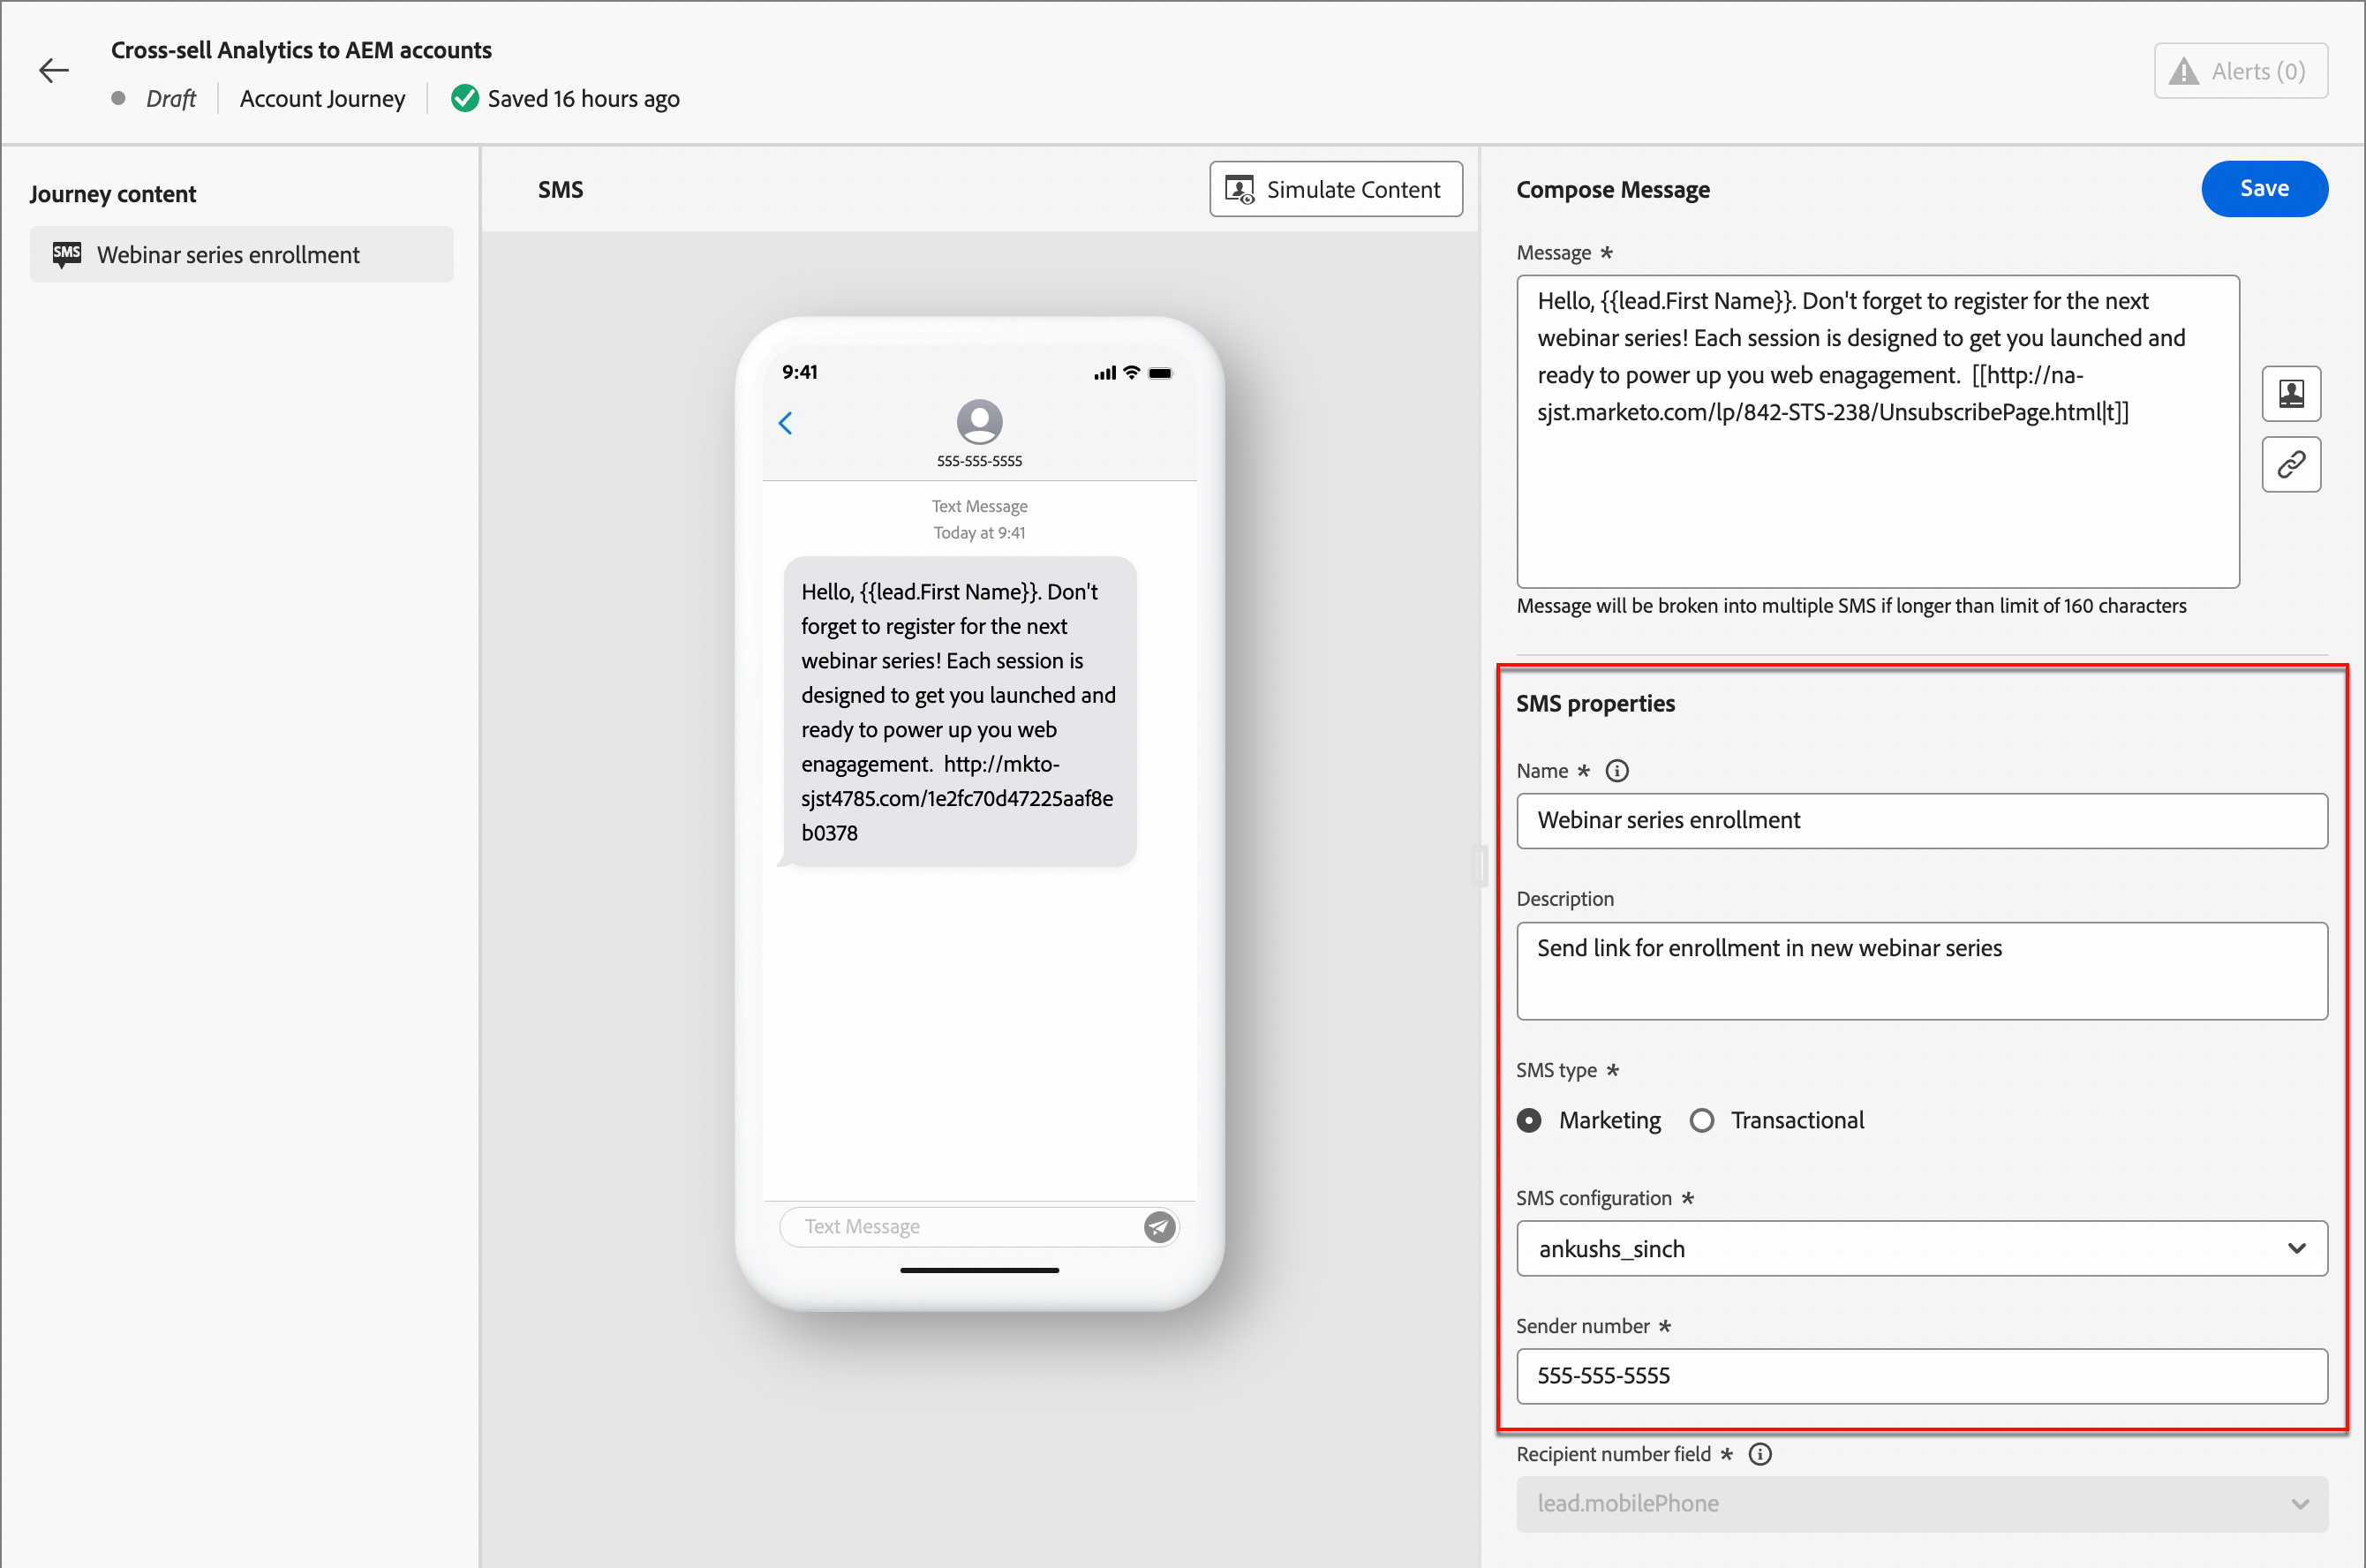 Cross-sell Analytics to AEM accounts
Draft
Account Journey
Saved 16 hours ago
Alerts (0)
Journey content
SMS
Webinar series enrollment
SMS
Simulate Content
9:41
555-555-5555
Text Message
Today at 9:41
Hello, {{lead.First Name}}. Don't
forget to register for the next
webinar series! Each session is
designed to get you launched and
ready to power up you web
enagagement.  http://mkto-
sjst4785.com/1e2fc70d47225aaf8e
b0378
Text Message
Compose Message
Save
Message *
Hello, {{lead.First Name}}. Don't forget to register for the next
webinar series! Each session is designed to get you launched and
ready to power up you web enagagement.  [[http://na-
sjst.marketo.com/lp/842-STS-238/UnsubscribePage.html|t]]
Message will be broken into multiple SMS if longer than limit of 160 characters
SMS properties
Name *
Webinar series enrollment
Description
Send link for enrollment in new webinar series
SMS type *
Marketing
Transactional
SMS configuration *
ankushs_sinch
Sender number *
555-555-5555
Recipient number field *
lead.mobilePhone